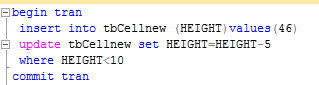 begin tran
insert into tbCellnew (HEIGHT)values(46)
update tbCellnew set HEIGHT=HEIGHT-5
where HEIGHT<10
commit tran